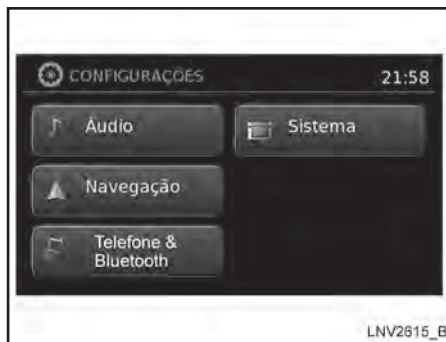 CONFIGURAÇÕES 21:58
Áudio
Sistema
Navegação
Telefone &
Bluetooth
LNV2615_B